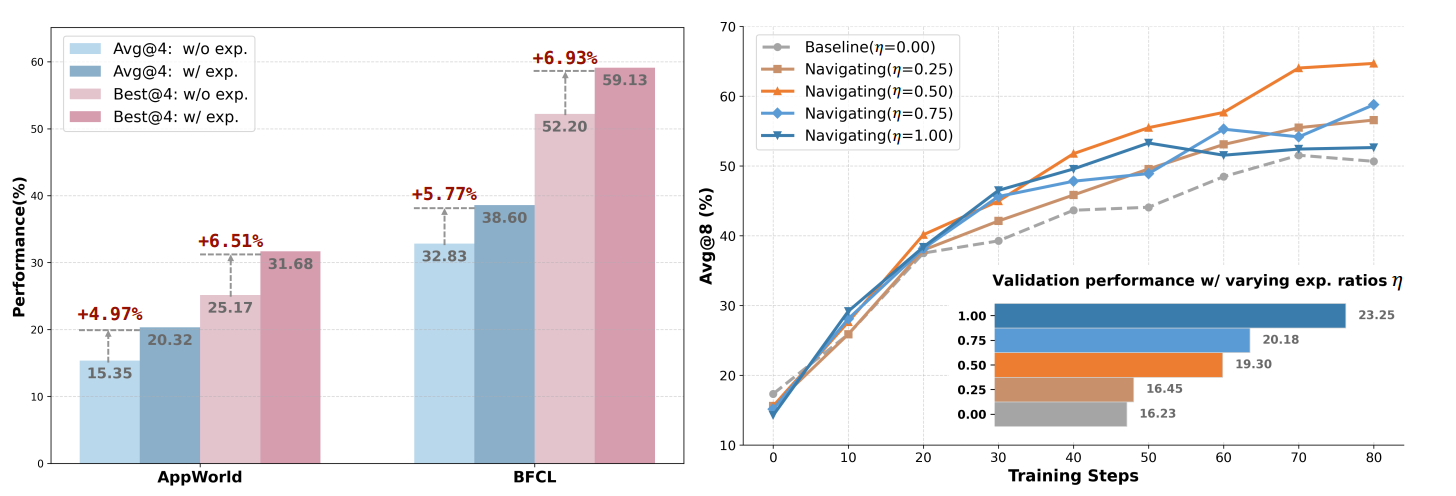 Performance(%)
60
50
40
30
20
10
0
Avg@4: w/o exp.
Avg@4: w/ exp.
Best@4: w/o exp.
Best@4: w/ exp.
+4.97%
15.35
20.32
+6.51%
25.17
31.68
+5.77%
32.83
38.60
+6.93%
52.20
59.13
AppWorld
BFCL
Avg@8 (%)
70
60
50
40
30
20
10
Baseline(η=0.00)
Navigating(η=0.25)
Navigating(η=0.50)
Navigating(η=0.75)
Navigating(η=1.00)
Validation performance w/ varying exp. ratios η
1.00 23.25
0.75 20.18
0.50 19.30
0.25 16.45
0.00 16.23
0 10 20 30 40 50 60 70 80
Training Steps